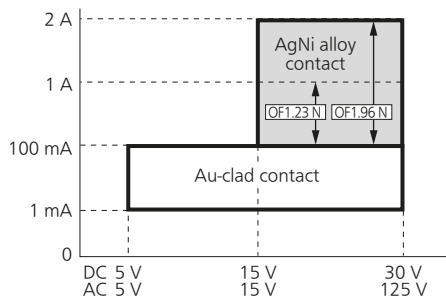 2 A
AgNi alloy
contact
1 A
OF1.23 N
OF1.96 N
100 mA
Au-clad contact
1 mA
0
DC 5 V 15 V 30 V
AC 5 V 15 V 125 V